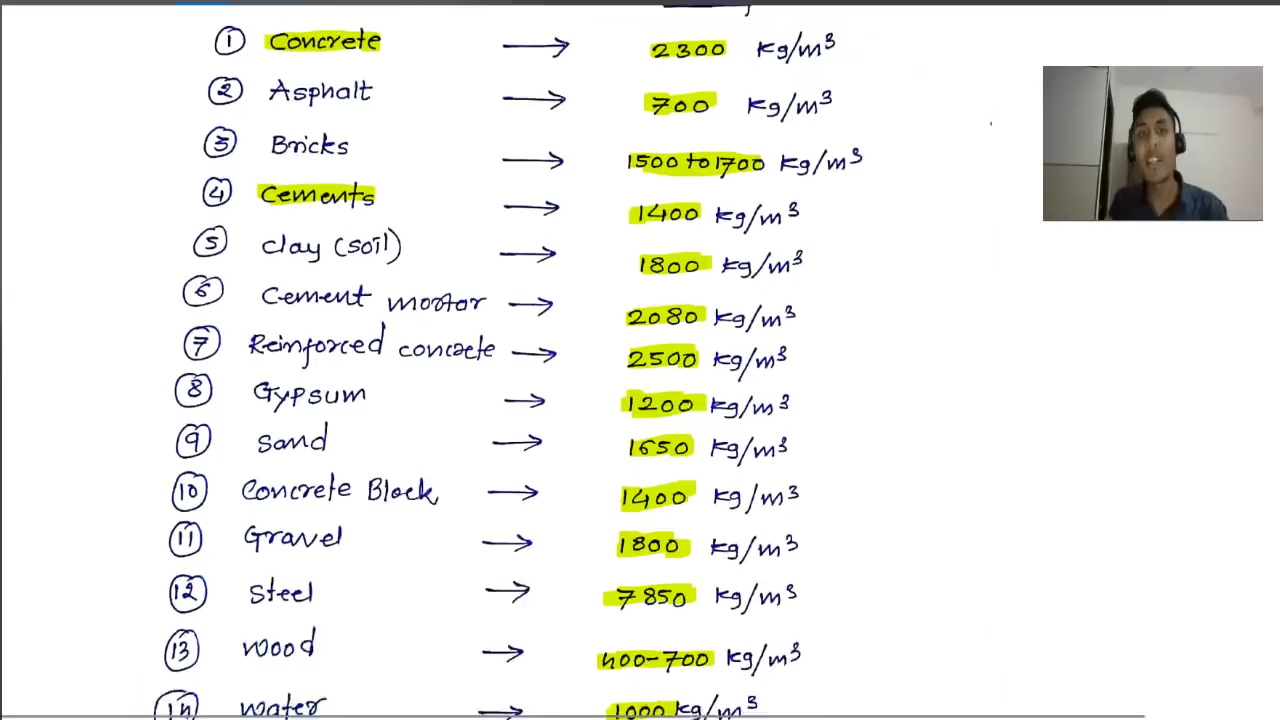 ① Concrete → 2300 kg/m³
② Asphalt → 700 kg/m³
③ Bricks → 1500 to 1700 kg/m³
④ Cements → 1400 kg/m³
⑤ clay (soil) → 1800 kg/m³
⑥ Cement mortor → 2080 kg/m³
⑦ Reinforced concrete → 2500 kg/m³
⑧ Gypsum → 1200 kg/m³
⑨ Sand → 1650 kg/m³
⑩ Concrete Block → 1400 kg/m³
⑪ Gravel → 1800 kg/m³
⑫ Steel → 7850 kg/m³
⑬ wood → 400-700 kg/m³
⑭ water → 1000 kg/m³